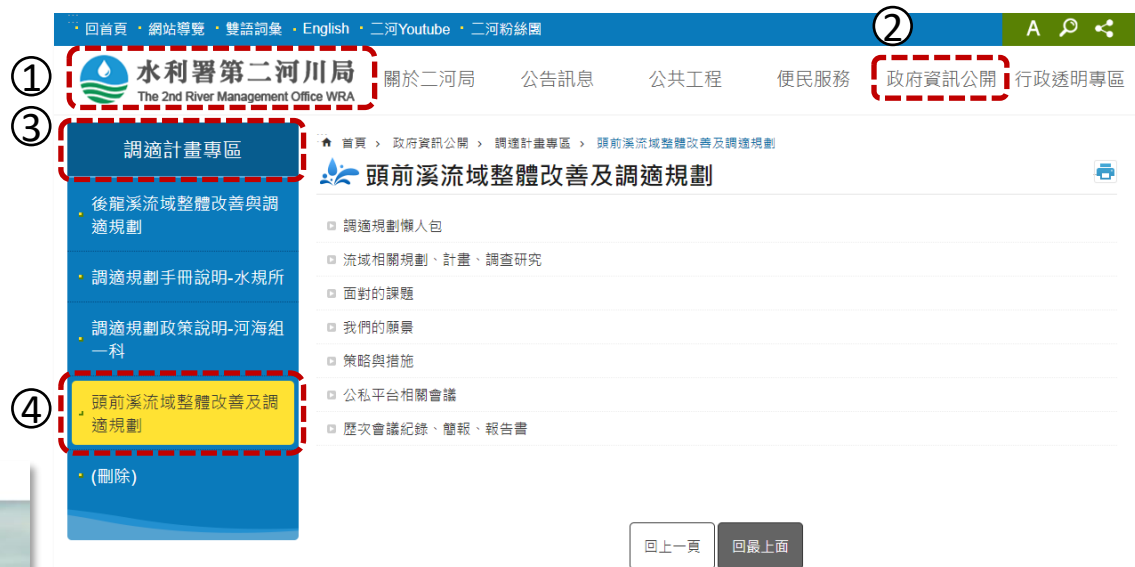 回首頁 · 網站導覽 · 雙語詞彙 · English · 二河Youtube · 二河粉絲團
②
A
①
水利署第二河川局
The 2nd River Management Office WRA
關於二河局 公告訊息 公共工程 便民服務 政府資訊公開 行政透明專區
③
調適計畫專區
後龍溪流域整體改善與調
適規劃
調適規劃手冊說明-水規所
調適規劃政策說明-河海組
一科
④
頭前溪流域整體改善及調
適規劃
(刪除)
首頁 › 政府資訊公開 › 調適計畫專區 › 頭前溪流域整體改善及調適規劃
頭前溪流域整體改善及調適規劃
調適規劃懶人包
流域相關規劃、計畫、調查研究
面對的課題
我們的願景
策略與措施
公私平台相關會議
歷次會議紀錄、簡報、報告書
回上一頁 回最上面